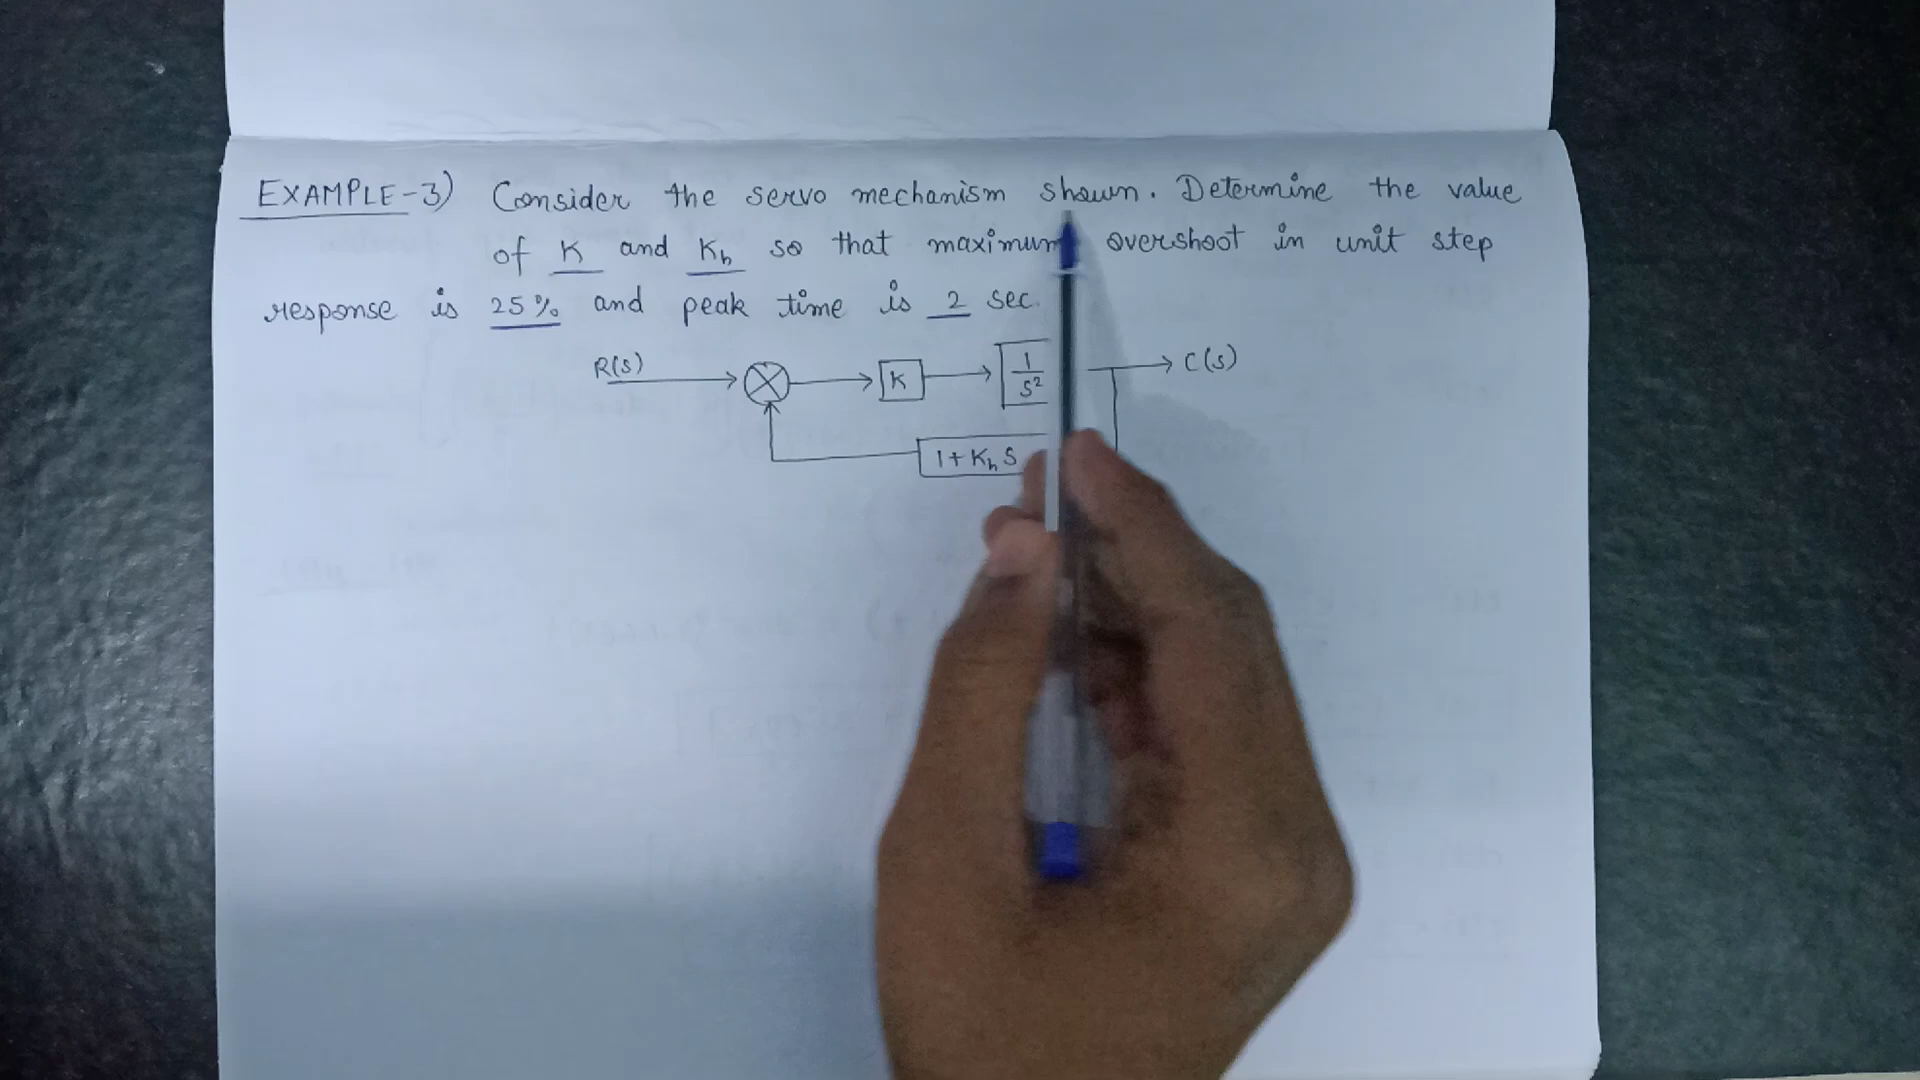 EXAMPLE-3) Consider the servo mechanism shown. Determine the value
of K and Kh so that maximum overshoot in unit step
response is 25% and peak time is 2 sec.
R(s) K 1/s² C(s)
1+Kh S